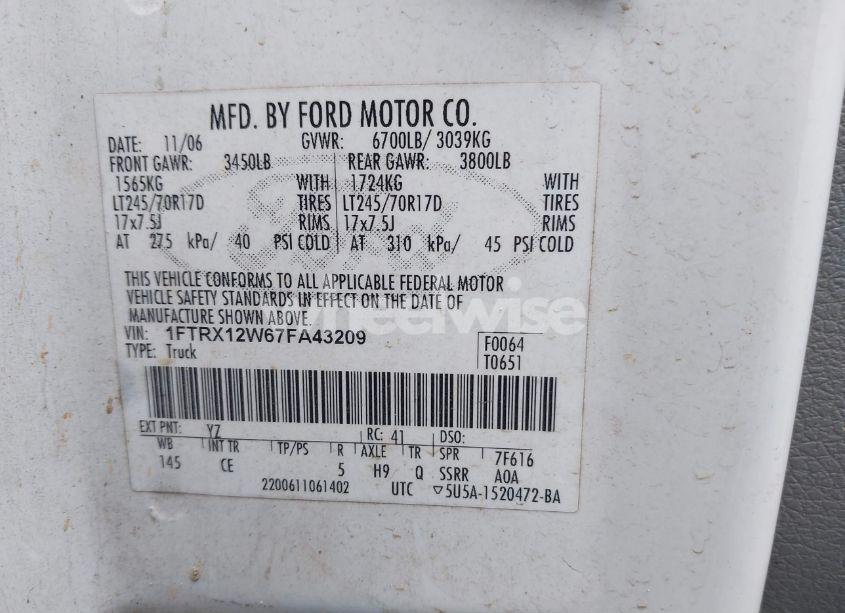 MFD. BY FORD MOTOR CO.
DATE: 11/06 GVWR: 6700LB/ 3039KG
FRONT GAWR: 3450LB REAR GAWR: 3800LB
1565KG WITH 1724KG WITH
LT245/70R17D TIRES LT245/70R17D TIRES
17x7.5J RIMS 17x7.5J RIMS
AT 275 kPa/ 40 PSI COLD AT 310 kPa/ 45 PSI COLD
THIS VEHICLE CONFORMS TO ALL APPLICABLE FEDERAL MOTOR
VEHICLE SAFETY STANDARDS IN EFFECT ON THE DATE OF
MANUFACTURE SHOWN ABOVE.
VIN: 1FTRX12W67FA43209 F0064
TYPE: Truck T0651
EXT PNT: YZ RC: 41 DSO:
WB INT TR TP/PS R AXLE TR SPR 7F616
145 CE 5 H9 Q SSRR AOA
2200611061402 UTC ▽5U5A-1520472-BA